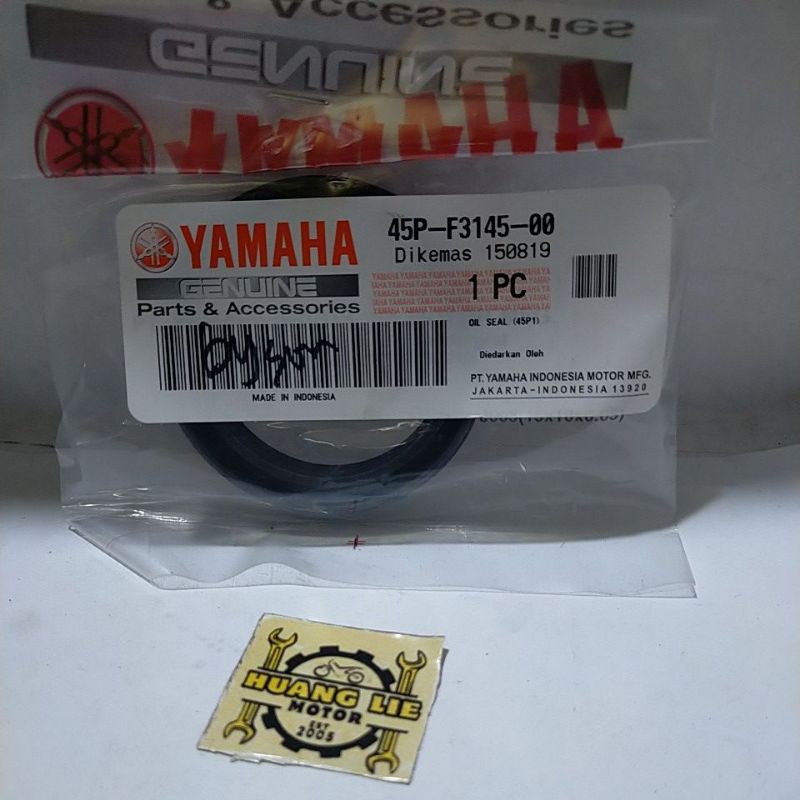 & Accessories
GENUINE
YAMAHA
YAMAHA
GENUINE
Parts & Accessories
45P-F3145-00
Dikemas 150819
1 PC
OIL SEAL (45P1)
Diedarkan Oleh
PT. YAMAHA INDONESIA MOTOR MFG.
JAKARTA-INDONESIA 13920
Byson
MADE IN INDONESIA
HUANG LIE
MOTOR
EST
2005